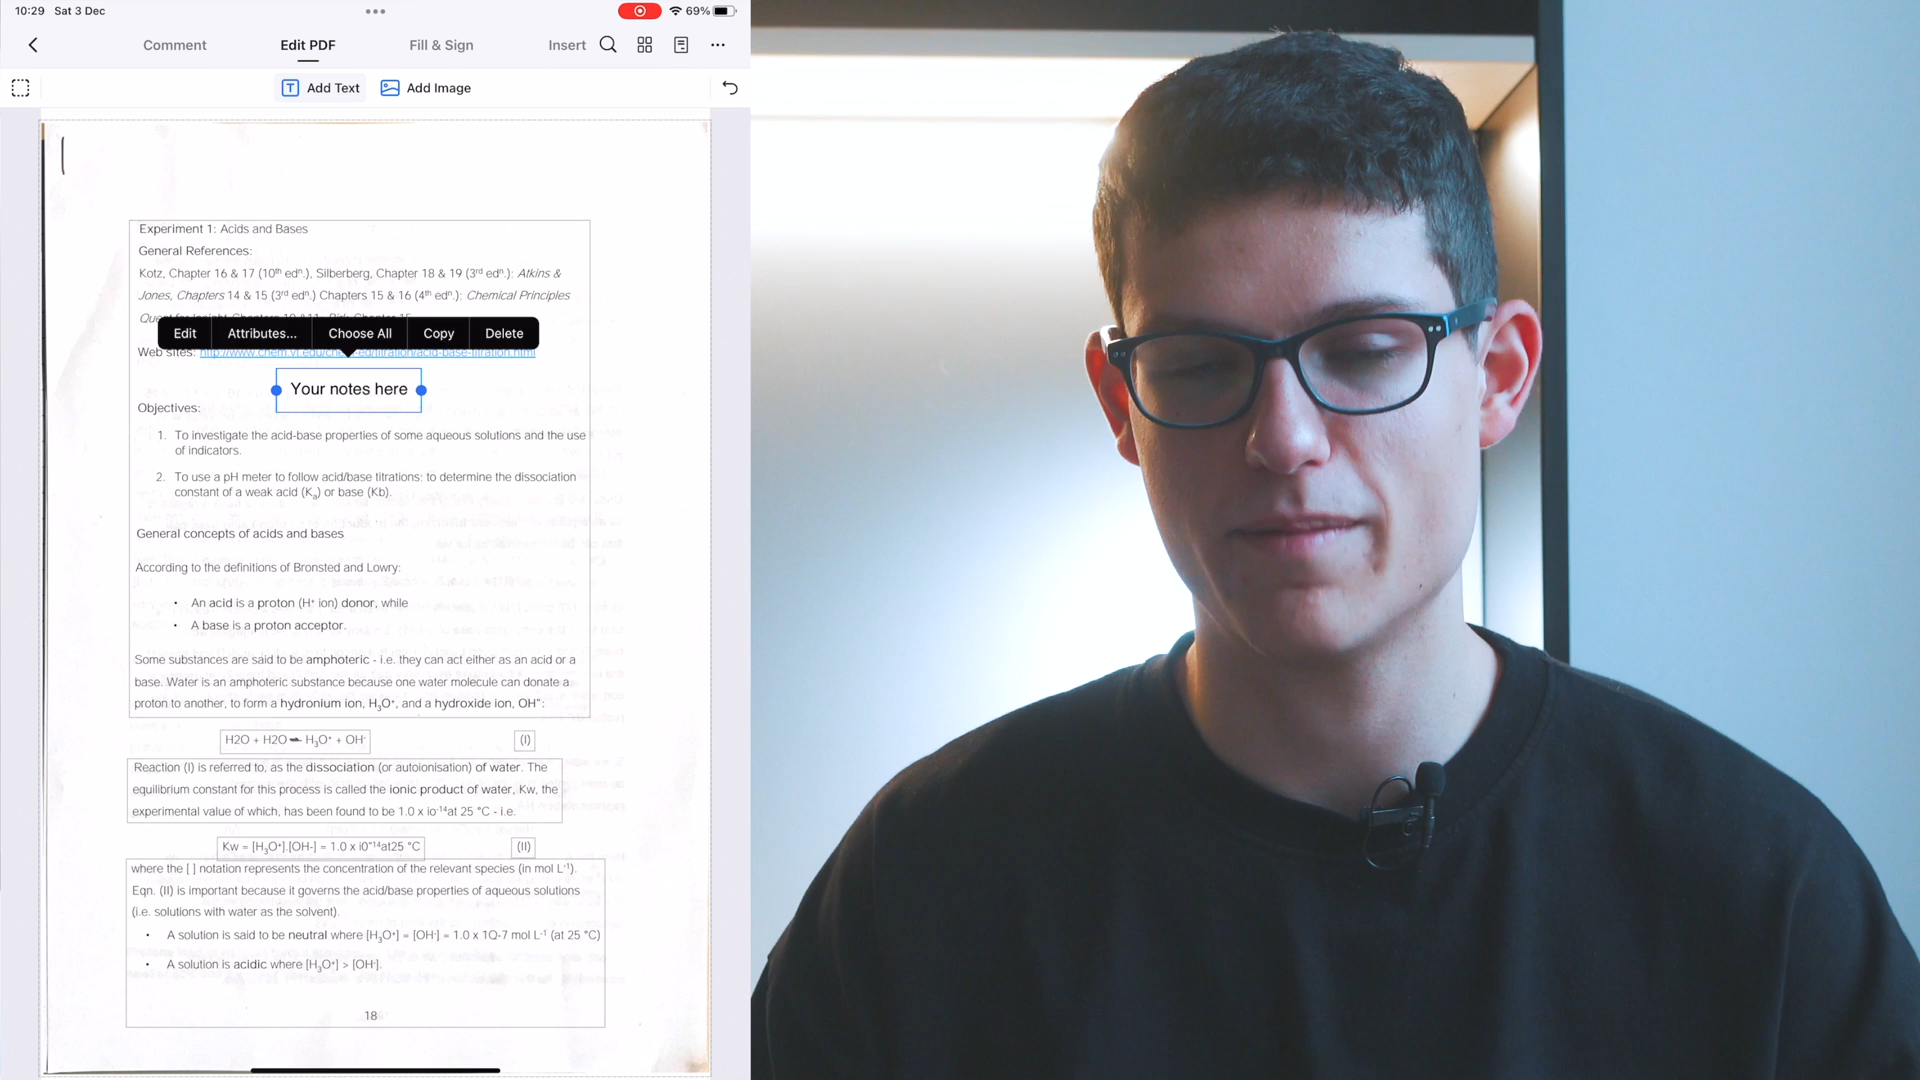 10:29 Sat 3 Dec
69%
Comment Edit PDF Fill & Sign Insert
Add Text Add Image
Experiment 1: Acids and Bases
General References:
Kotz, Chapter 16 & 17 (10th edn.), Silberberg, Chapter 18 & 19 (3rd edn.): Atkins &
Jones, Chapters 14 & 15 (3rd edn.) Chapters 15 & 16 (4th edn.): Chemical Principles
Edit Attributes... Choose All Copy Delete
Web sites:
Your notes here
Objectives:
1. To investigate the acid-base properties of some aqueous solutions and the use
of indicators.
2. To use a pH meter to follow acid/base titrations: to determine the dissociation
constant of a weak acid (Ka) or base (Kb).
General concepts of acids and bases
According to the definitions of Bronsted and Lowry:
• An acid is a proton (H+ ion) donor, while
• A base is a proton acceptor.
Some substances are said to be amphoteric - i.e. they can act either as an acid or a
base. Water is an amphoteric substance because one water molecule can donate a
proton to another, to form a hydronium ion, H3O+, and a hydroxide ion, OH":
H2O + H2O ⇌ H3O+ + OH- (I)
Reaction (I) is referred to, as the dissociation (or autoionisation) of water. The
equilibrium constant for this process is called the ionic product of water, Kw, the
experimental value of which, has been found to be 1.0 x io-14at 25 °C - i.e.
Kw = [H3O+].[OH-] = 1.0 x i0"14at25 °C (II)
where the [ ] notation represents the concentration of the relevant species (in mol L-1).
Eqn. (II) is important because it governs the acid/base properties of aqueous solutions
(i.e. solutions with water as the solvent).
• A solution is said to be neutral where [H3O+] = [OH-] = 1.0 x 1Q-7 mol L-1 (at 25 °C)
• A solution is acidic where [H3O+] > [OH-].
18